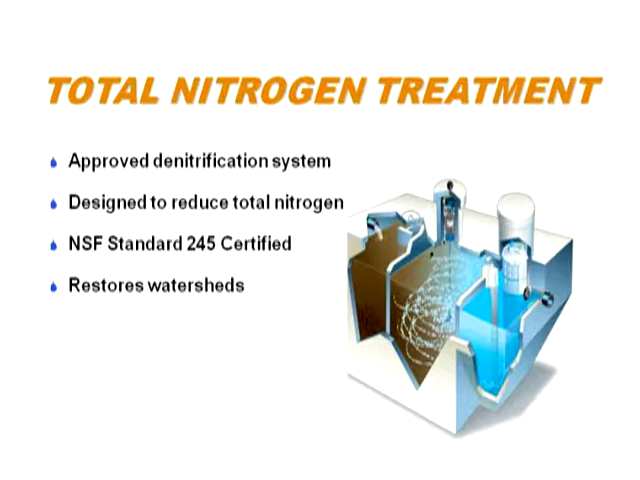 TOTAL NITROGEN TREATMENT
Approved denitrification system
Designed to reduce total nitrogen
NSF Standard 245 Certified
Restores watersheds